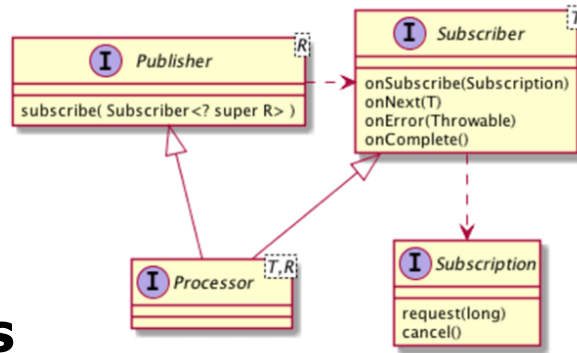 I Publisher
R
subscribe( Subscriber<? super R> )
I Subscriber
T
onSubscribe(Subscription)
onNext(T)
onError(Throwable)
onComplete()
I Processor
T,R
I Subscription
request(long)
cancel()
s